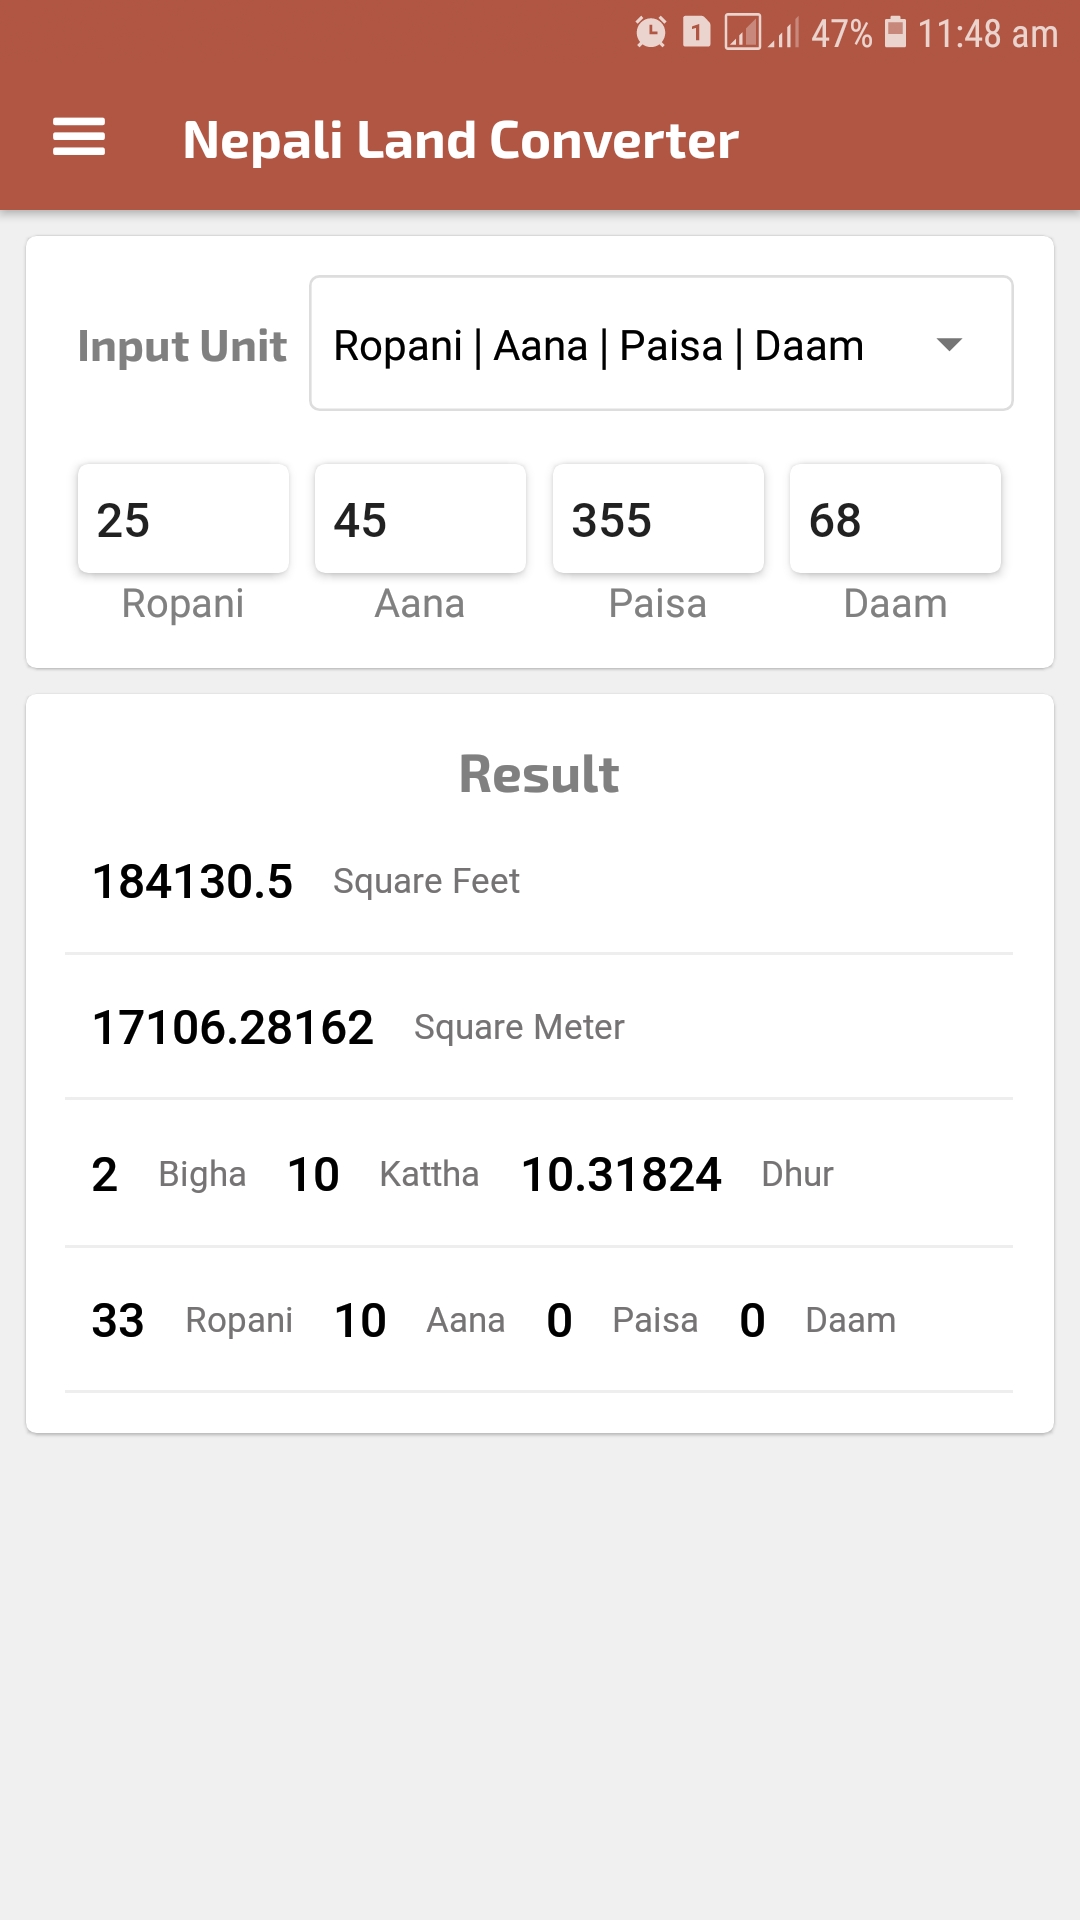 1 47% 11:48 am
Nepali Land Converter
Input Unit Ropani | Aana | Paisa | Daam
25 45 355 68
Ropani Aana Paisa Daam
Result
184130.5 Square Feet
17106.28162 Square Meter
2 Bigha 10 Kattha 10.31824 Dhur
33 Ropani 10 Aana 0 Paisa 0 Daam